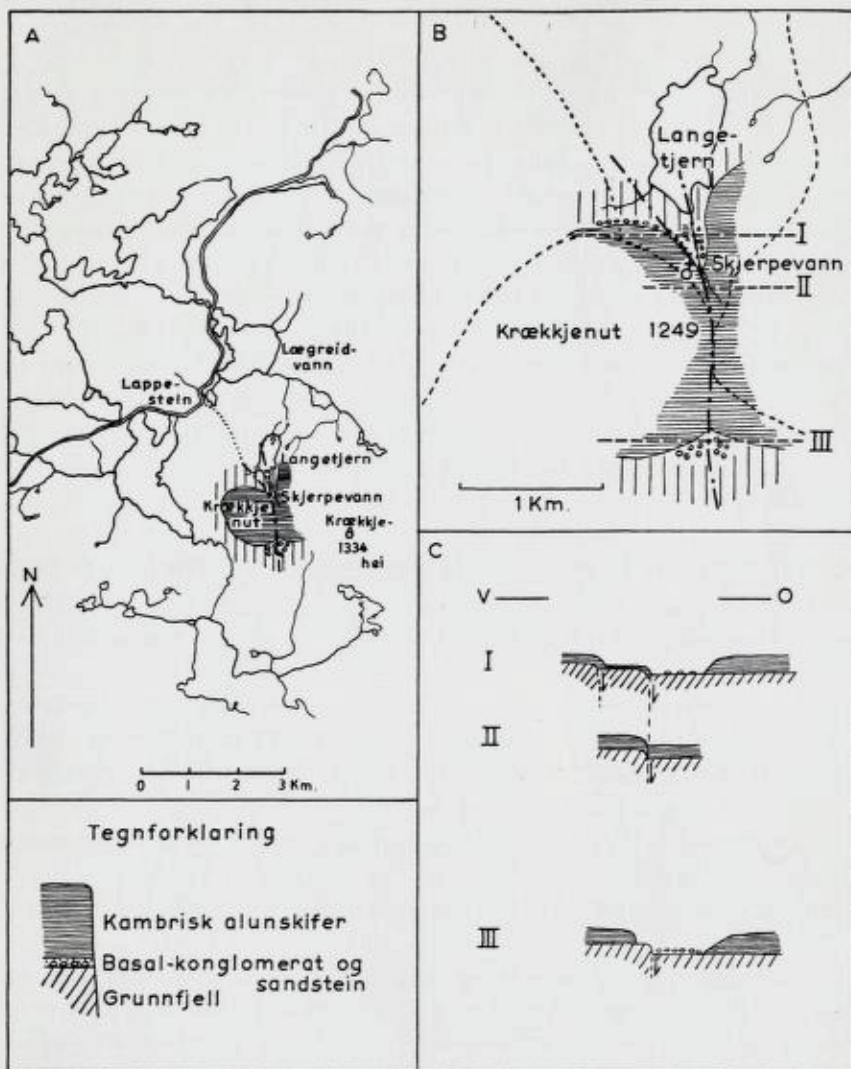 A
Lægreid-
vann
Lappe-
stein
Langetjern
Skjerpevann
Krækkje
nut
Krækkje-
1334
hei
N
0 1 2 3 Km.
B
Lange-
tjern
I
Skjerpevann
II
Krækkjenut 1249
III
1 Km.
Tegnforklaring
Kambrisk alunskifer
Basal-konglomerat og
sandstein
Grunnfjell
C
V O
I
II
III